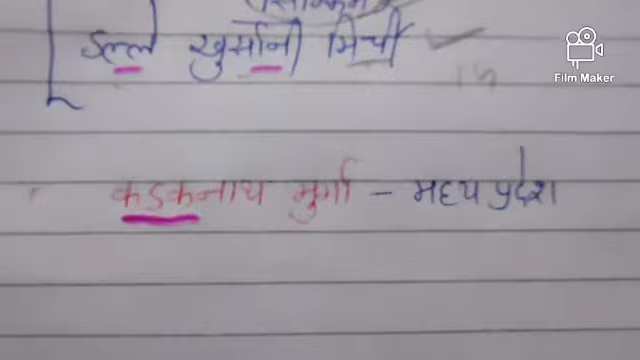 (सिक्किम)
डल्ले खुर्सानी मिर्ची
कडकनाथ मुर्गा – मध्य प्रदेश
Film Maker